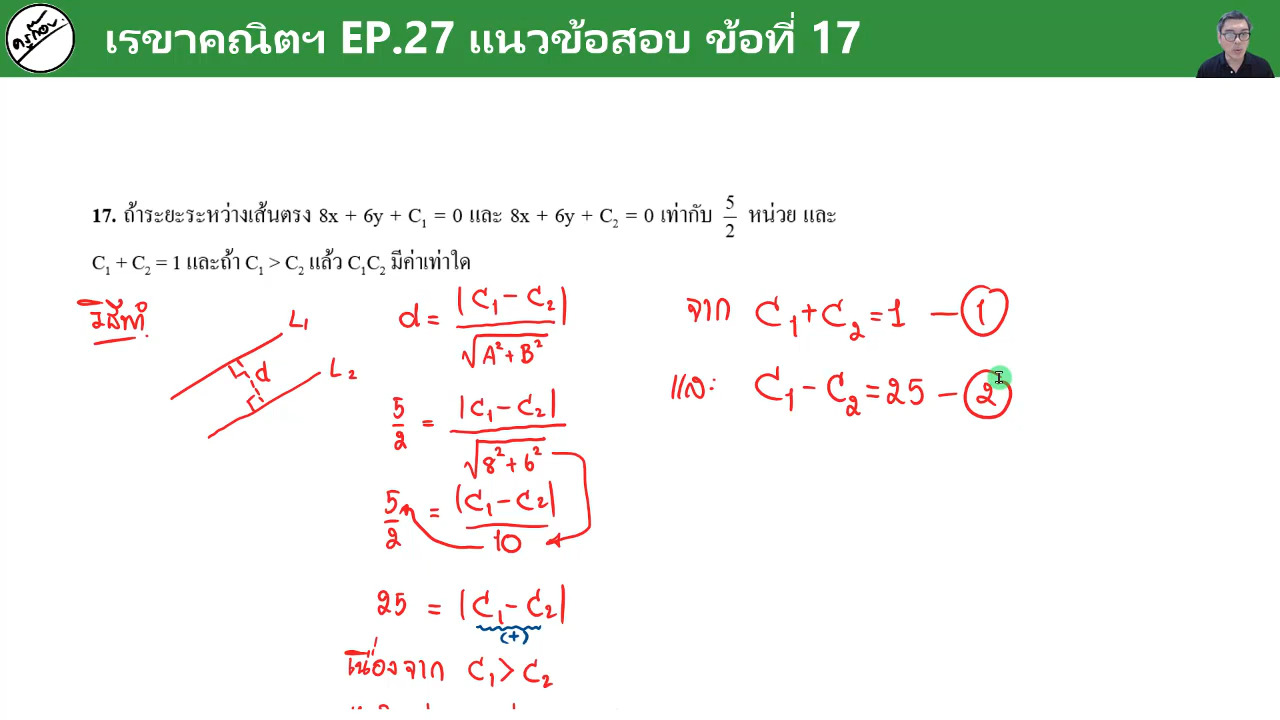 ครูก้อบ
เรขาคณิตฯ EP.27 แนวข้อสอบ ข้อที่ 17
17. ถ้าระยะระหว่างเส้นตรง 8x + 6y + C₁ = 0 และ 8x + 6y + C₂ = 0 เท่ากับ 5/2 หน่วย และ
C₁ + C₂ = 1 และถ้า C₁ > C₂ แล้ว C₁C₂ มีค่าเท่าใด
วิธีทำ
L₁
L₂
d
d = |C₁ - C₂| / √(A² + B²)
5/2 = |C₁ - C₂| / √(8² + 6²)
5/2 = |C₁ - C₂| / 10
25 = |C₁ - C₂|
(+)
เนื่องจาก C₁ > C₂
จาก C₁ + C₂ = 1 — ①
และ C₁ - C₂ = 25 — ②